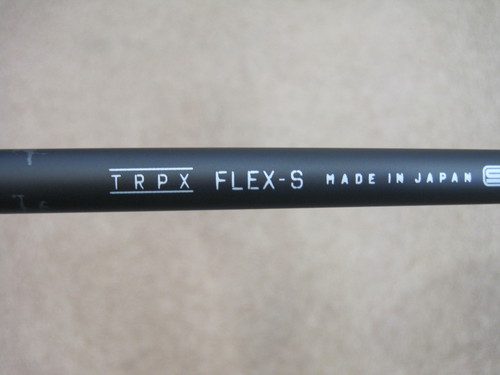 TRPX FLEX-S MADE IN JAPAN S